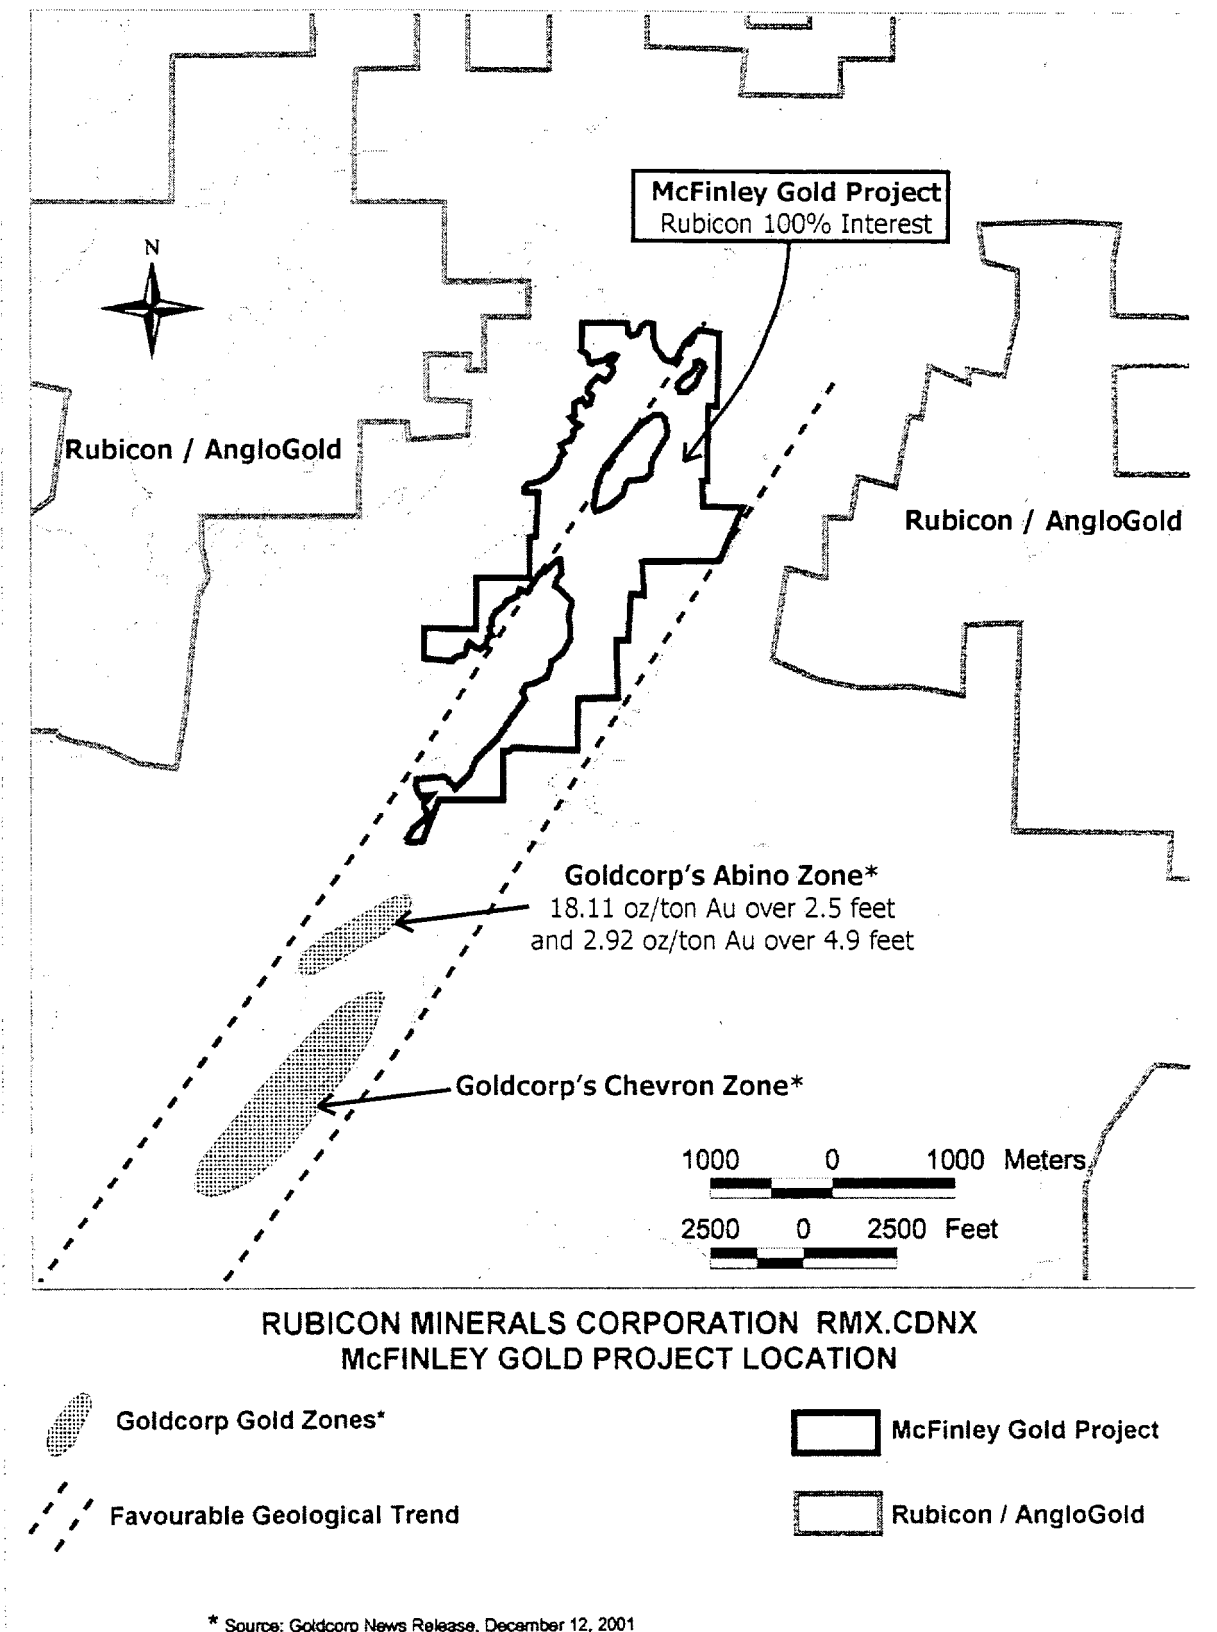 McFinley Gold Project
Rubicon 100% Interest
N
Rubicon / AngloGold
Rubicon / AngloGold
Goldcorp's Abino Zone*
18.11 oz/ton Au over 2.5 feet
and 2.92 oz/ton Au over 4.9 feet
Goldcorp's Chevron Zone*
1000 0 1000 Meters
2500 0 2500 Feet
RUBICON MINERALS CORPORATION RMX.CDNX
McFINLEY GOLD PROJECT LOCATION
Goldcorp Gold Zones*
McFinley Gold Project
Favourable Geological Trend
Rubicon / AngloGold
* Source: Goldcorp News Release, December 12, 2001